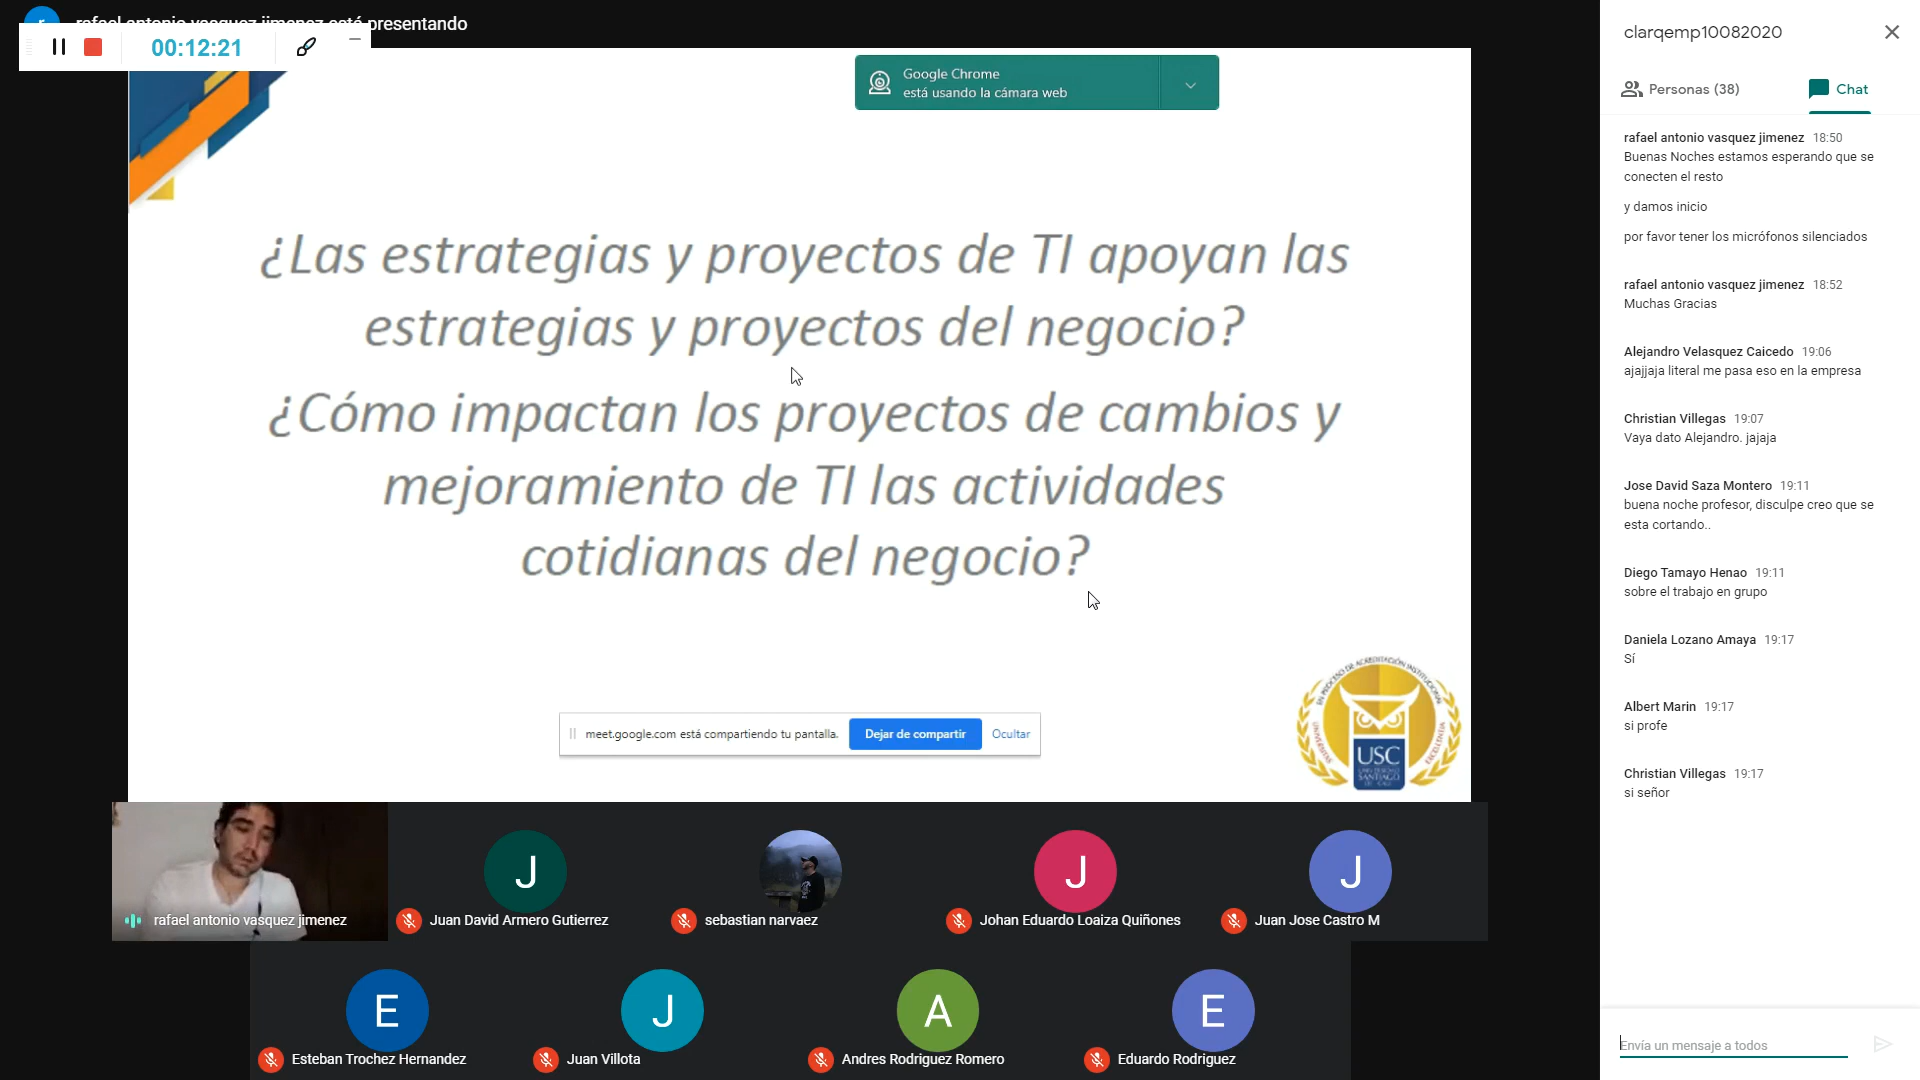 rafael antonio vasquez jimenez está presentando
00:12:21
Google Chrome
está usando la cámara web
¿Las estrategias y proyectos de TI apoyan las
estrategias y proyectos del negocio?
¿Cómo impactan los proyectos de cambios y
mejoramiento de TI las actividades
cotidianas del negocio?
EN PROCESO DE ACREDITACIÓN INSTITUCIONAL
USC
SANTIAGO
meet.google.com está compartiendo tu pantalla.
Dejar de compartir
Ocultar
rafael antonio vasquez jimenez
J
Juan David Armero Gutierrez
sebastian narvaez
J
Johan Eduardo Loaiza Quiñones
J
Juan Jose Castro M
E
Esteban Trochez Hernandez
J
Juan Villota
A
Andres Rodriguez Romero
E
Eduardo Rodriguez
clarqemp10082020
Personas (38)
Chat
rafael antonio vasquez jimenez 18:50
Buenas Noches estamos esperando que se
conecten el resto
y damos inicio
por favor tener los micrófonos silenciados
rafael antonio vasquez jimenez 18:52
Muchas Gracias
Alejandro Velasquez Caicedo 19:06
ajajjaja literal me pasa eso en la empresa
Christian Villegas 19:07
Vaya dato Alejandro. jajaja
Jose David Saza Montero 19:11
buena noche profesor, disculpe creo que se
esta cortando..
Diego Tamayo Henao 19:11
sobre el trabajo en grupo
Daniela Lozano Amaya 19:17
Sí
Albert Marin 19:17
si profe
Christian Villegas 19:17
si señor
Envía un mensaje a todos